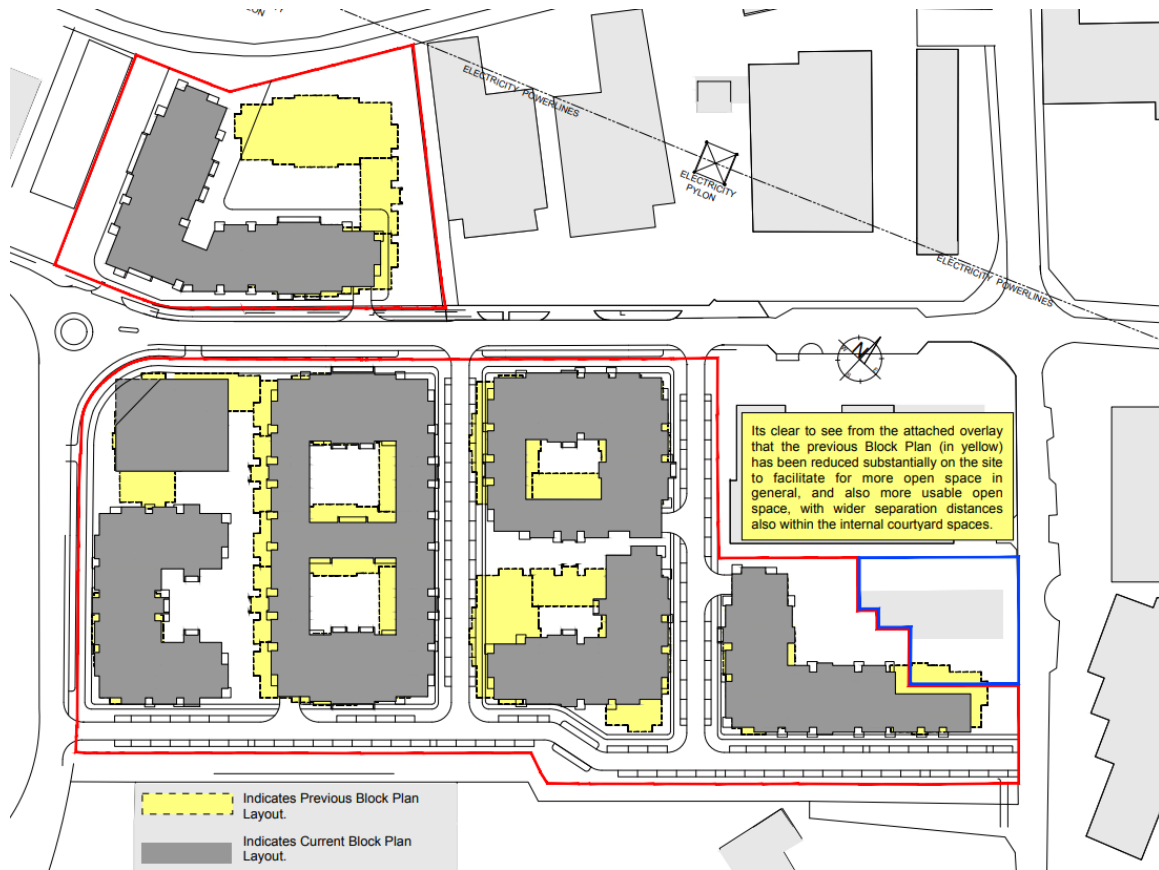 YLON
ELECTRICITY POWERLINES
ELECTRICITY
PYLON
ELECTRICITY POWERLINES
N
Its clear to see from the attached overlay
that the previous Block Plan (in yellow)
has been reduced substantially on the site
to facilitate for more open space in
general, and also more usable open
space, with wider separation distances
also within the internal courtyard spaces.
Indicates Previous Block Plan
Layout.
Indicates Current Block Plan
Layout.